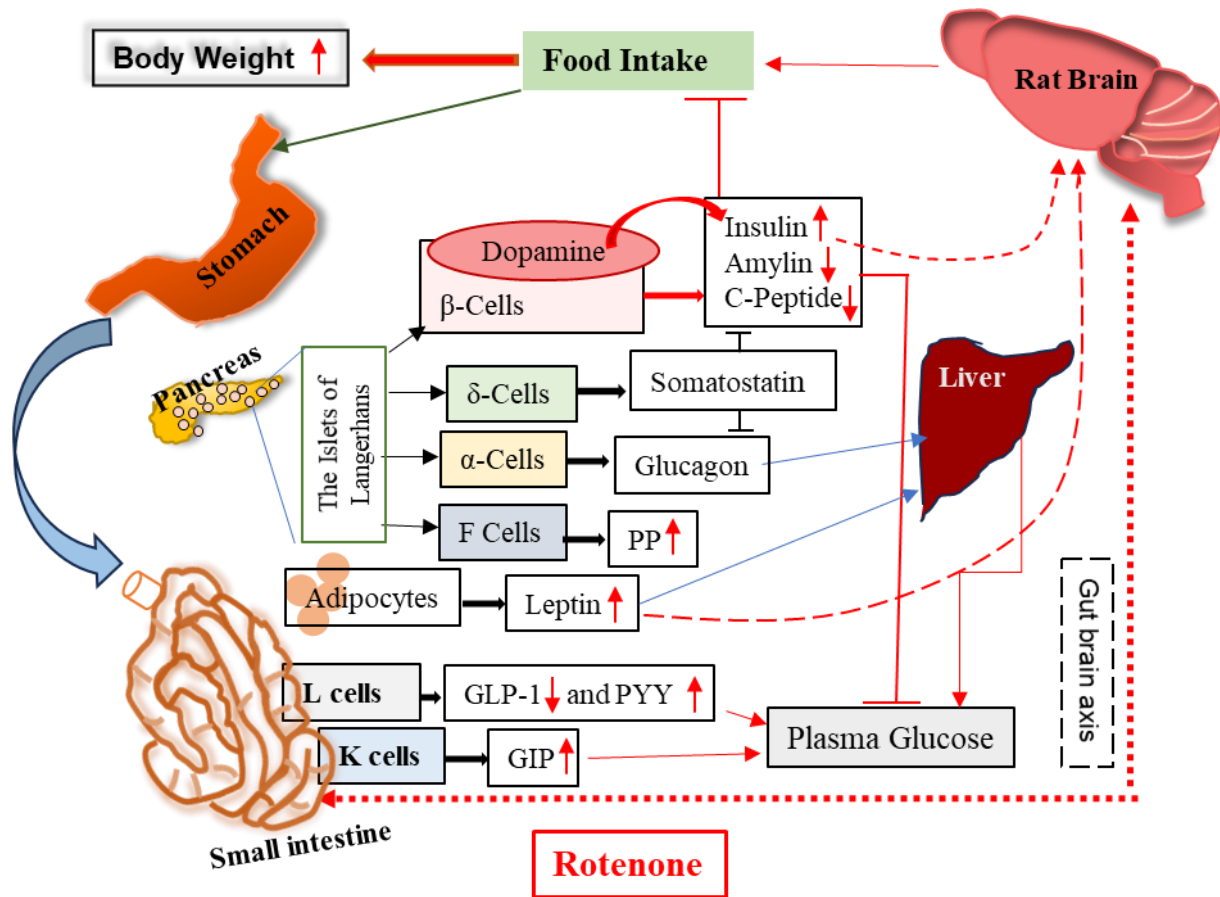 Body Weight
Food Intake
Rat Brain
Stomach
Dopamine
β-Cells
Insulin
Amylin
C-Peptide
Pancreas
The Islets of
Langerhans
δ-Cells
Somatostatin
Liver
α-Cells
Glucagon
F Cells
PP
Adipocytes
Leptin
Gut brain axis
L cells
GLP-1 and PYY
Plasma Glucose
K cells
GIP
Small intestine
Rotenone